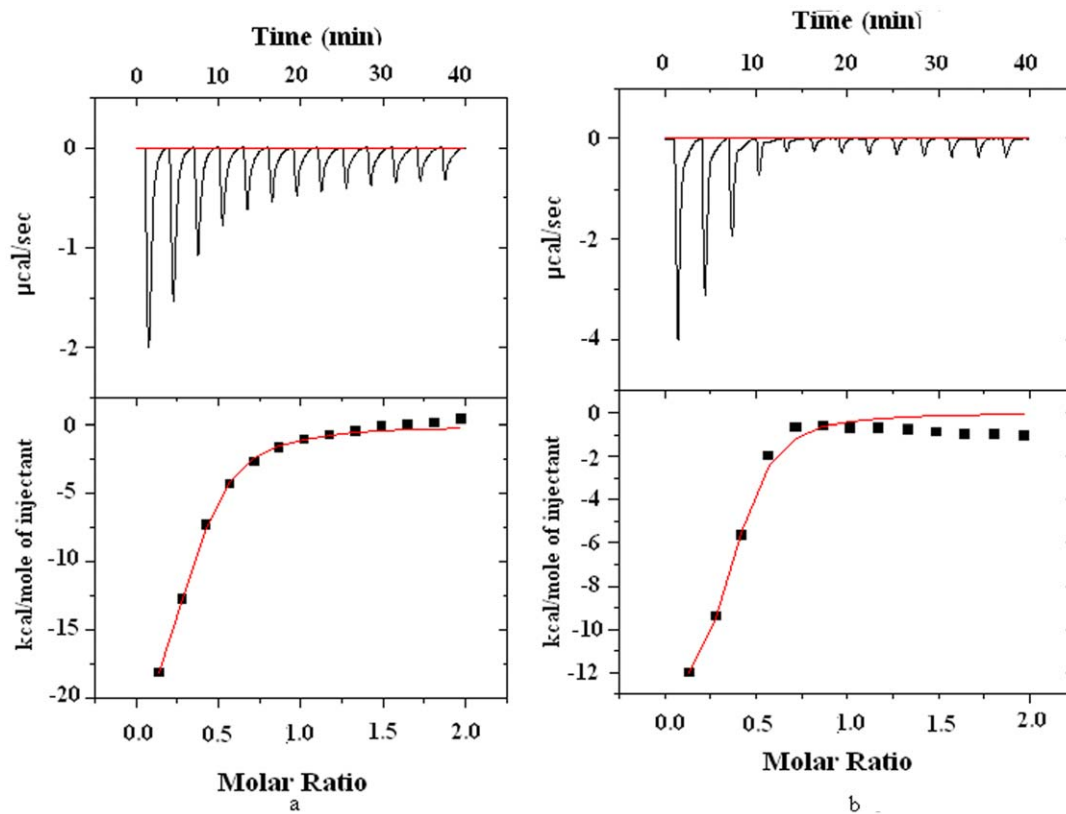 Time (min)
0 10 20 30 40
0
-1
-2
µcal/sec
0
-5
-10
-15
-20
kcal/mole of injectant
0.0 0.5 1.0 1.5 2.0
Molar Ratio
a
Time (min)
0 10 20 30 40
0
-2
-4
µcal/sec
0
-2
-4
-6
-8
-10
-12
kcal/mole of injectant
0.0 0.5 1.0 1.5 2.0
Molar Ratio
b